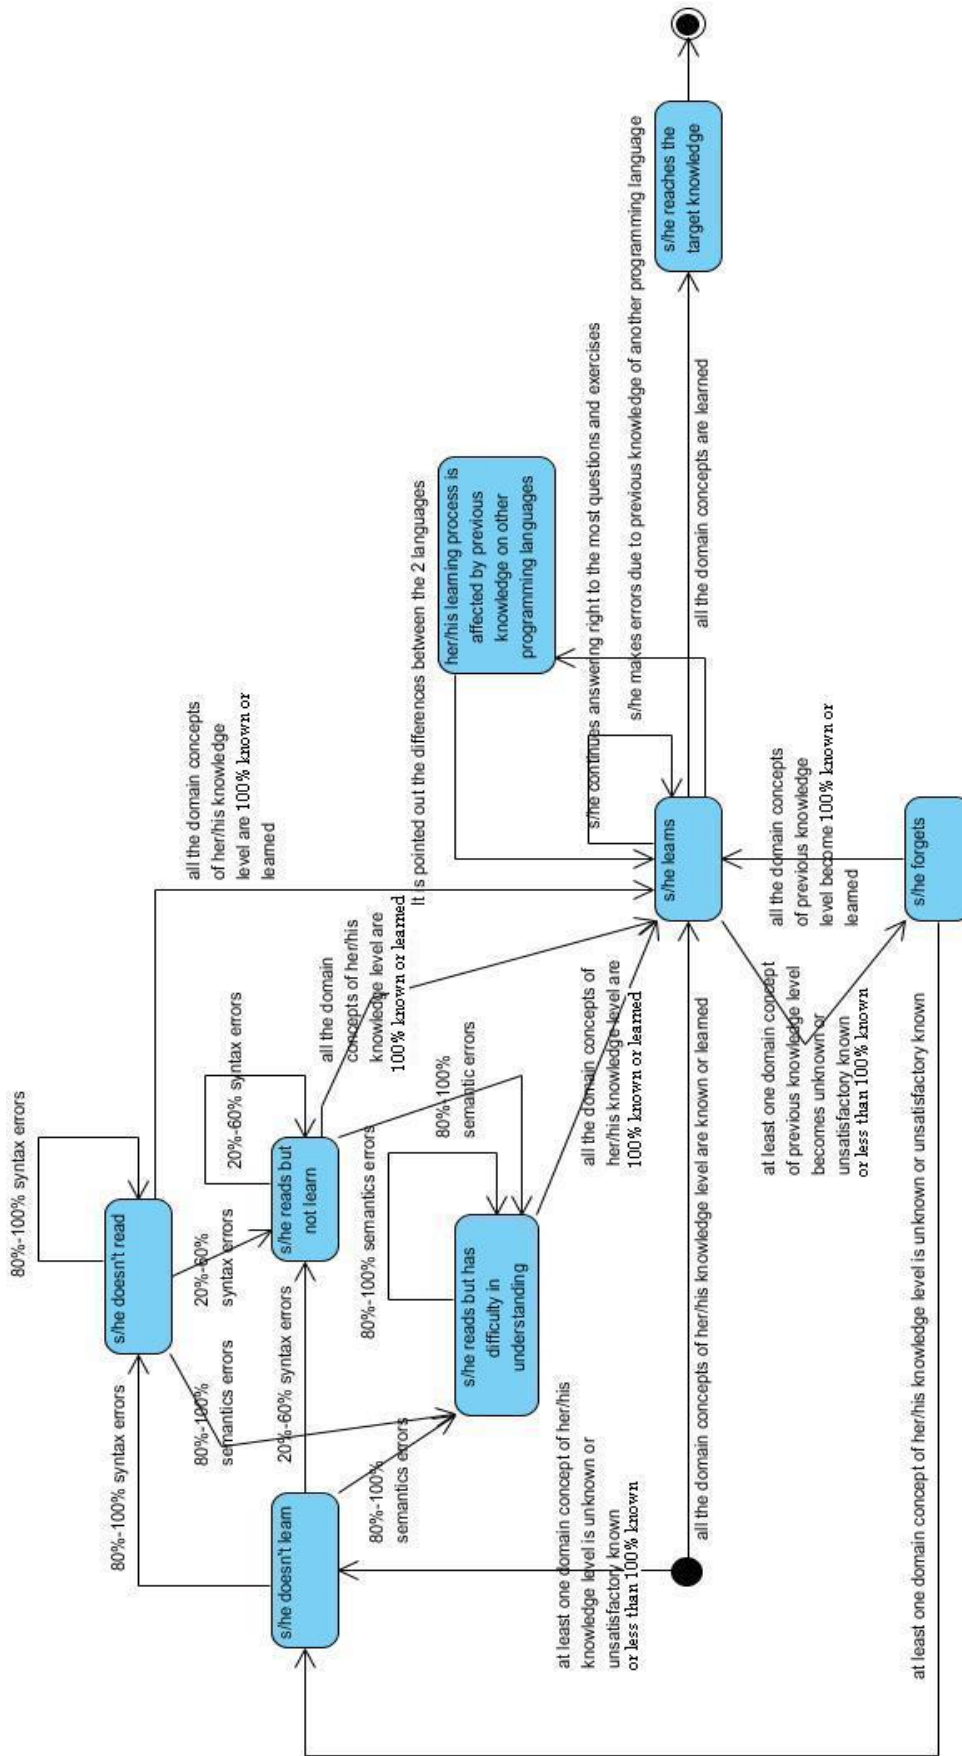 80%-100% syntax errors
s/he doesn't read
80%-100% syntax errors
20%-60%
syntax errors
80%-100%
semantics errors
all the domain concepts
of her/his knowledge
level are 100% known or
learned
20%-60% syntax errors
s/he reads but
not learn
20%-60% syntax errors
s/he doesn't learn
80%-100%
semantics errors
all the domain
concepts of her/his
knowledge level are
100% known or learned
80%-100%
semantic errors
80%-100% semantics errors
s/he reads but has
difficulty in
understanding
It is pointed out the differences between the 2 languages
her/his learning process is
affected by previous
knowledge on other
programming languages
all the domain concepts of
her/his knowledge level are
100% known or learned
s/he continues answering right to the most questions and exercises
s/he makes errors due to previous knowledge of another programming language
at least one domain concept of her/his
knowledge level is unknown or
unsatisfactory known
or less than 100% known
s/he learns
s/he reaches the
target knowledge
all the domain concepts of her/his knowledge level are known or learned
all the domain concepts are learned
at least one domain concept
of previous knowledge level
becomes unknown or
unsatisfactory known
or less than 100% known
all the domain concepts
of previous knowledge
level become 100% known or
learned
s/he forgets
at least one domain concept of her/his knowledge level is unknown or unsatisfactory known